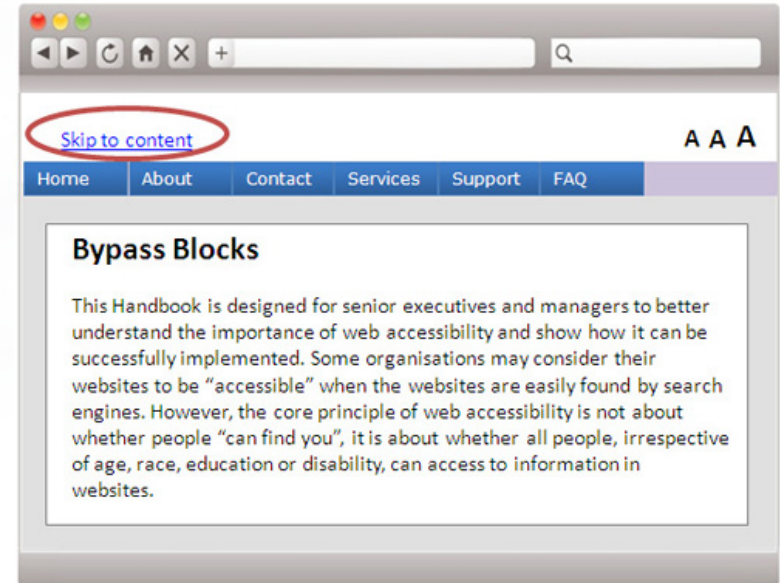 Skip to content
A A A
Home About Contact Services Support FAQ
Bypass Blocks
This Handbook is designed for senior executives and managers to better
understand the importance of web accessibility and show how it can be
successfully implemented. Some organisations may consider their
websites to be “accessible” when the websites are easily found by search
engines. However, the core principle of web accessibility is not about
whether people “can find you”, it is about whether all people, irrespective
of age, race, education or disability, can access to information in
websites.